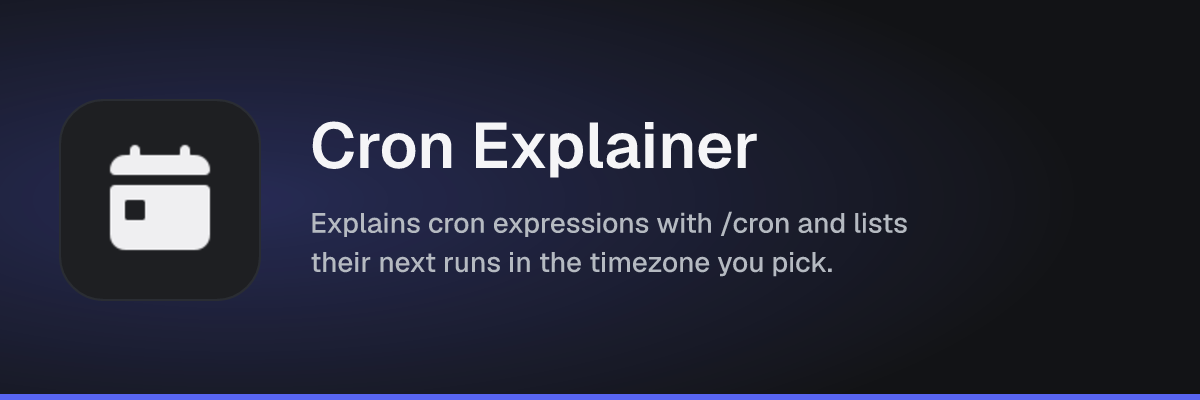 Cron Explainer
Explains cron expressions with /cron and lists
their next runs in the timezone you pick.